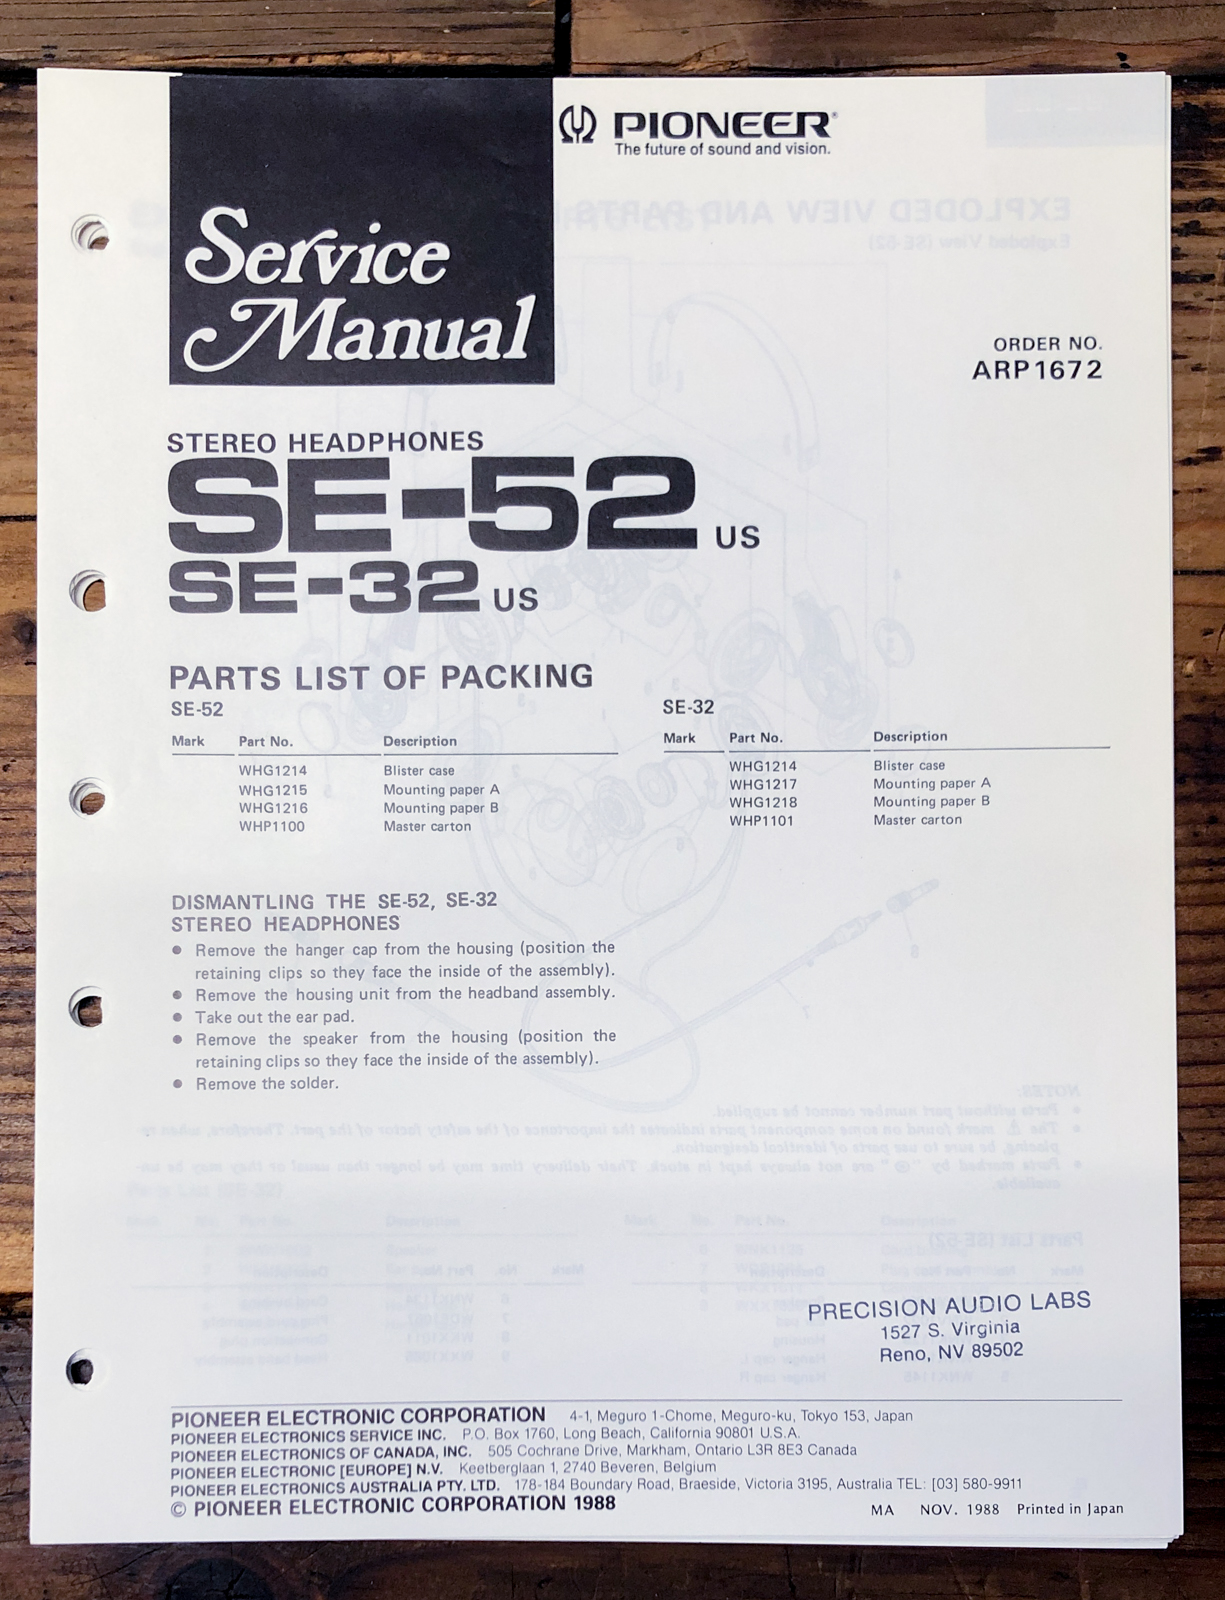 PIONEER®
The future of sound and vision.
Service
Manual
ORDER NO.
ARP1672
STEREO HEADPHONES
SE-52 US
SE-32 US
PARTS LIST OF PACKING
SE-52
Mark Part No. Description
WHG1214 Blister case
WHG1215 Mounting paper A
WHG1216 Mounting paper B
WHP1100 Master carton
SE-32
Mark Part No. Description
WHG1214 Blister case
WHG1217 Mounting paper A
WHG1218 Mounting paper B
WHP1101 Master carton
DISMANTLING THE SE-52, SE-32
STEREO HEADPHONES
● Remove the hanger cap from the housing (position the
retaining clips so they face the inside of the assembly).
● Remove the housing unit from the headband assembly.
● Take out the ear pad.
● Remove the speaker from the housing (position the
retaining clips so they face the inside of the assembly).
● Remove the solder.
PRECISION AUDIO LABS
1527 S. Virginia
Reno, NV 89502
PIONEER ELECTRONIC CORPORATION 4-1, Meguro 1-Chome, Meguro-ku, Tokyo 153, Japan
PIONEER ELECTRONICS SERVICE INC. P.O. Box 1760, Long Beach, California 90801 U.S.A.
PIONEER ELECTRONICS OF CANADA, INC. 505 Cochrane Drive, Markham, Ontario L3R 8E3 Canada
PIONEER ELECTRONIC [EUROPE] N.V. Keetberglaan 1, 2740 Beveren, Belgium
PIONEER ELECTRONICS AUSTRALIA PTY. LTD. 178-184 Boundary Road, Braeside, Victoria 3195, Australia TEL: [03] 580-9911
© PIONEER ELECTRONIC CORPORATION 1988
MA NOV. 1988 Printed in Japan